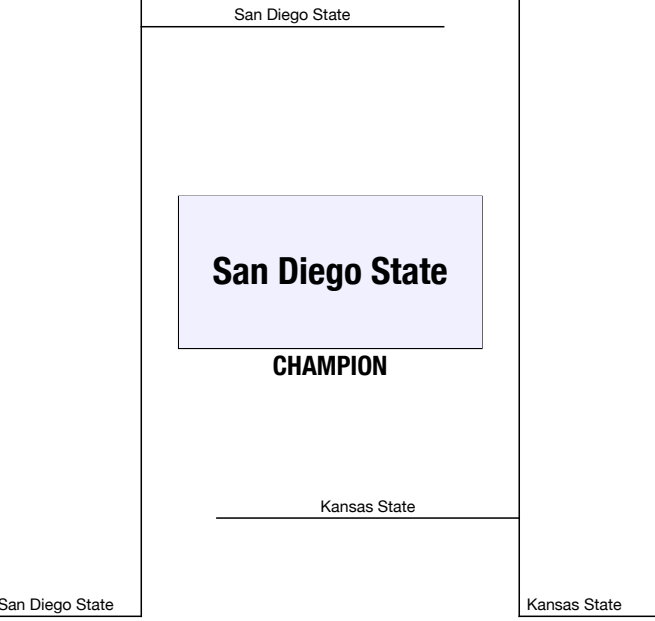 San Diego State
San Diego State
CHAMPION
Kansas State
San Diego State
Kansas State